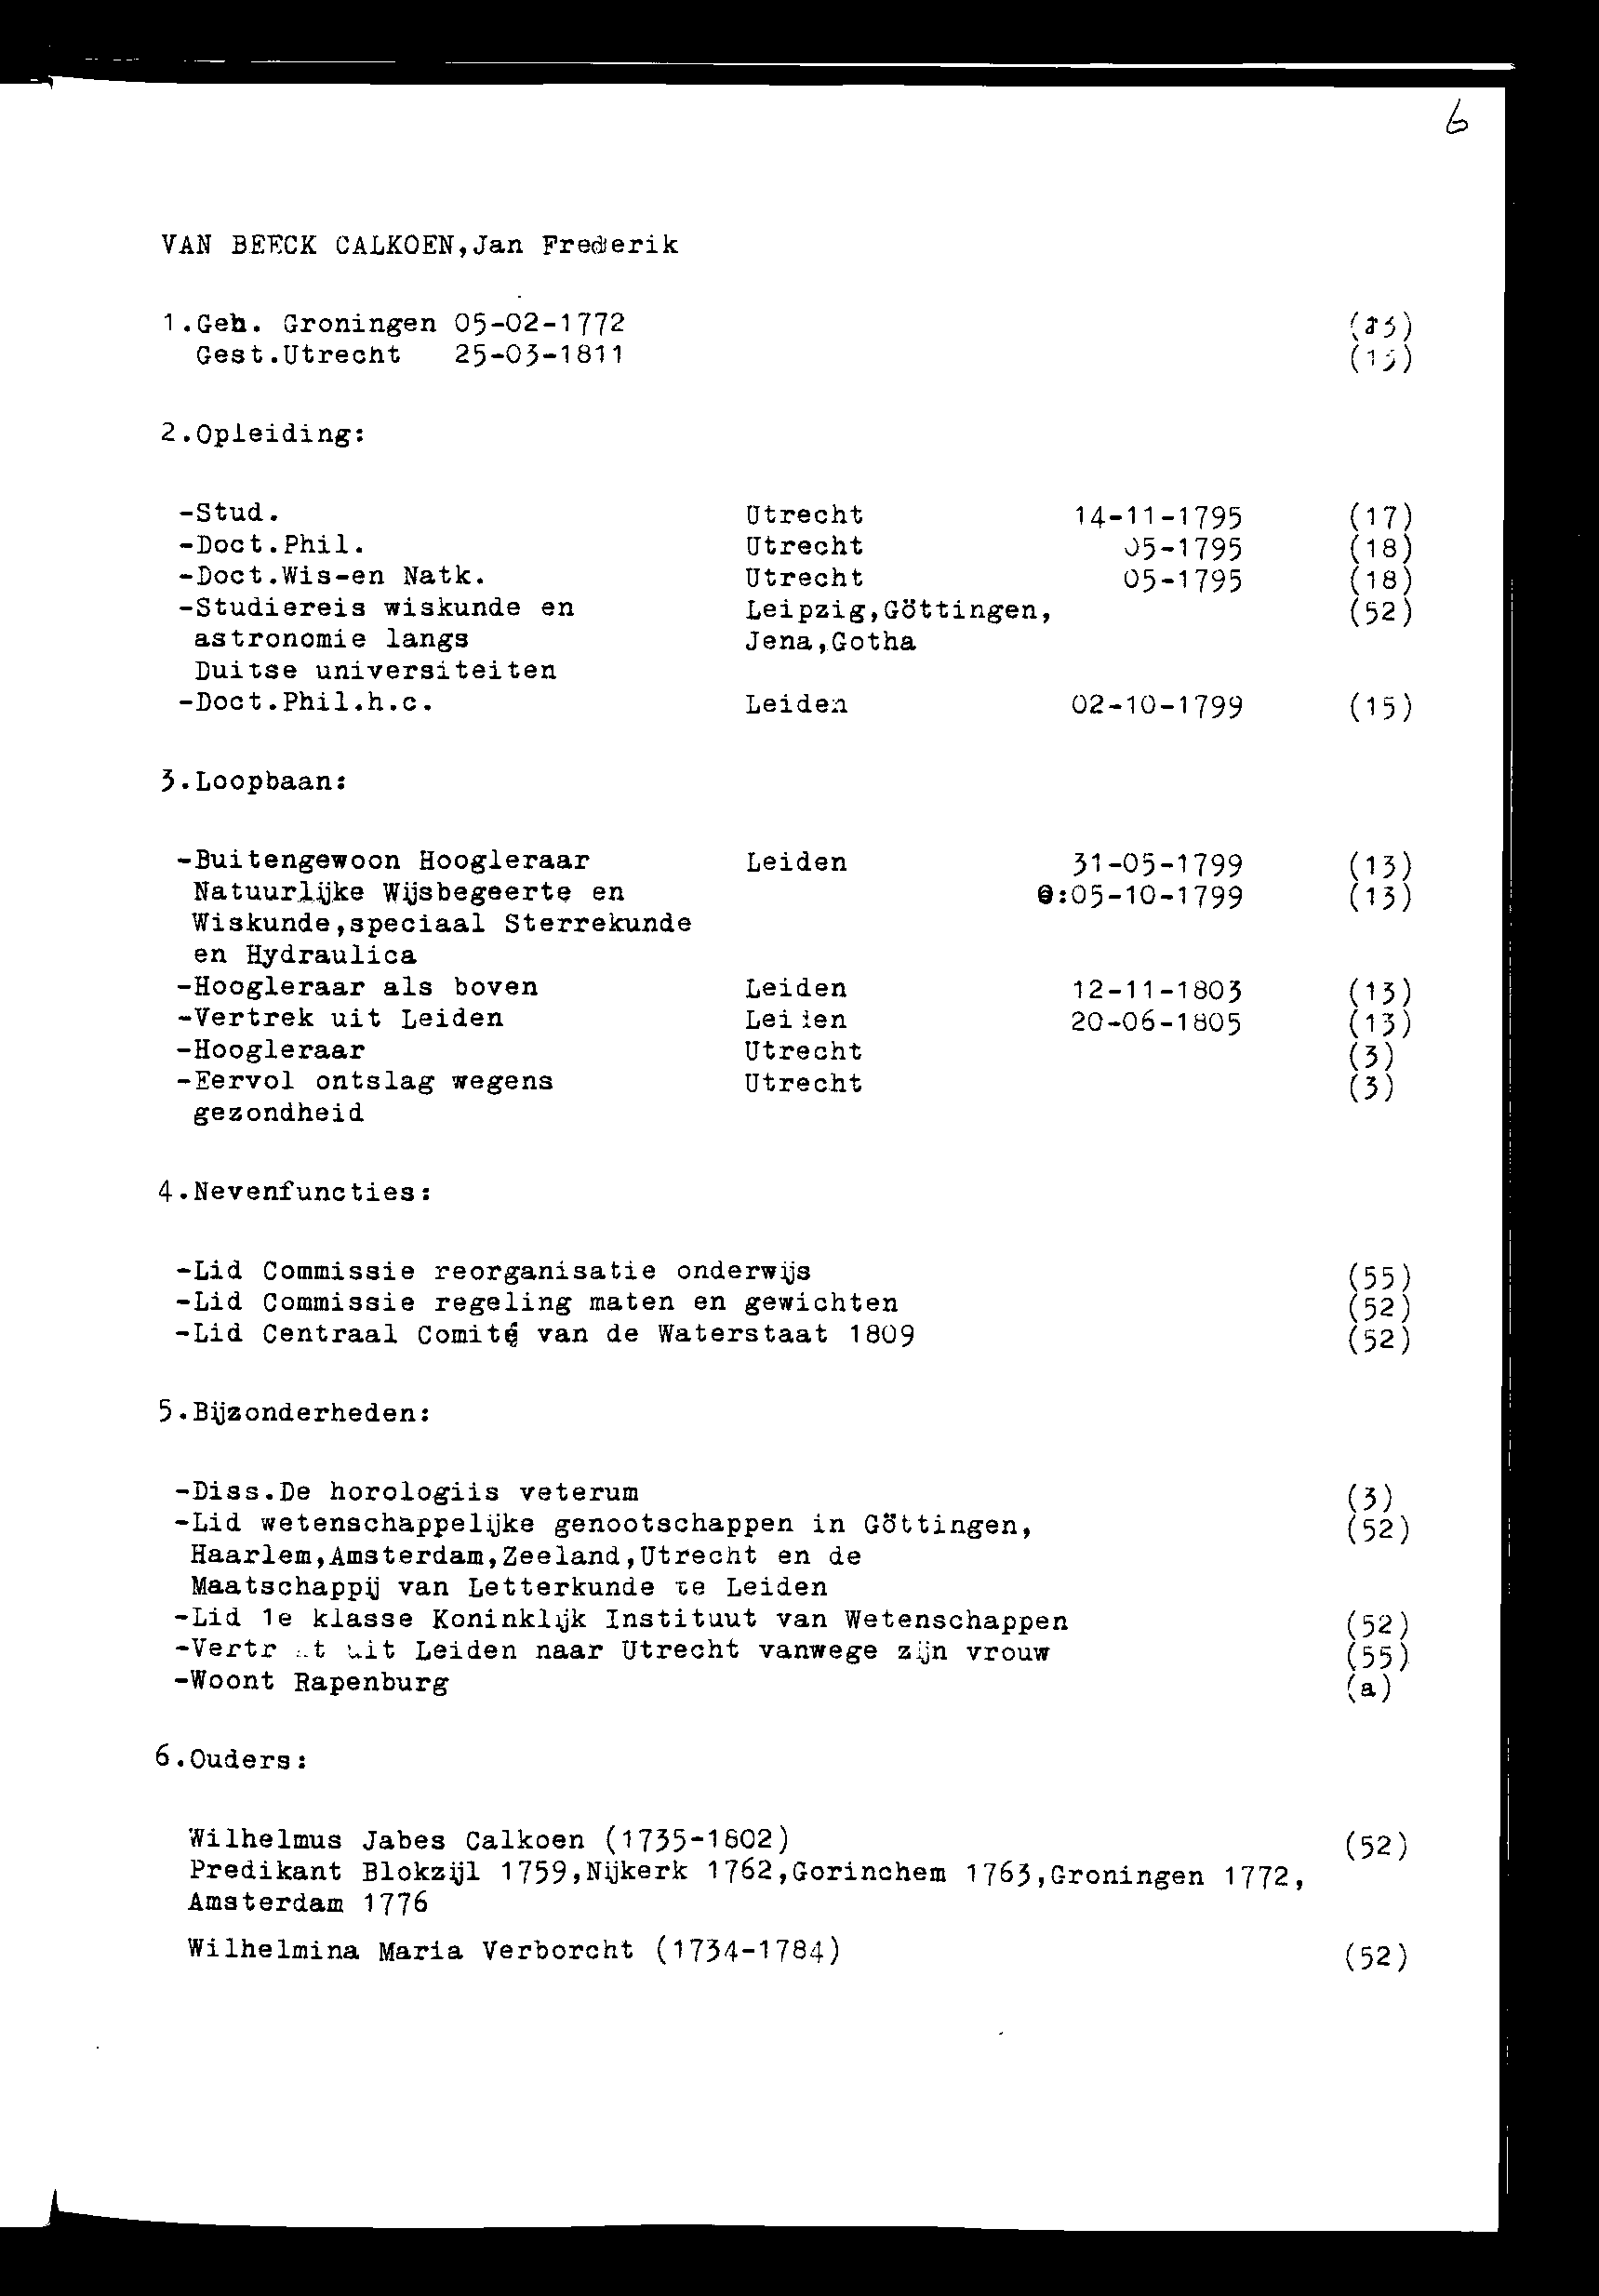 6
VAN BEECK CALKOEN,Jan Frederik
1.Geb. Groningen 05-02-1772 (13)
Gest.Utrecht 25-03-1811 (13)
2.Opleiding:
-Stud. Utrecht 14-11-1795 (17)
-Doct.Phil. Utrecht 05-1795 (18)
-Doct.Wis-en Natk. Utrecht 05-1795 (18)
-Studiereis wiskunde en Leipzig,Göttingen, (52)
astronomie langs Jena,Gotha
Duitse universiteiten
-Doct.Phil.h.c. Leiden 02-10-1799 (15)
3.Loopbaan:
-Buitengewoon Hoogleraar Leiden 31-05-1799 (13)
Natuurlijke Wijsbegeerte en 0:05-10-1799 (13)
Wiskunde,speciaal Sterrekunde
en Hydraulica
-Hoogleraar als boven Leiden 12-11-1803 (13)
-Vertrek uit Leiden Leiden 20-06-1805 (13)
-Hoogleraar Utrecht (3)
-Eervol ontslag wegens Utrecht (3)
gezondheid
4.Nevenfuncties:
-Lid Commissie reorganisatie onderwijs (55)
-Lid Commissie regeling maten en gewichten (52)
-Lid Centraal Comité van de Waterstaat 1809 (52)
5.Bijzonderheden:
-Diss.De horologiis veterum (3)
-Lid wetenschappelijke genootschappen in Göttingen, (52)
Haarlem,Amsterdam,Zeeland,Utrecht en de
Maatschappij van Letterkunde te Leiden
-Lid 1e klasse Koninklijk Instituut van Wetenschappen (52)
-Vertrekt uit Leiden naar Utrecht vanwege zijn vrouw (55)
-Woont Rapenburg (a)
6.Ouders:
Wilhelmus Jabes Calkoen (1735-1802) (52)
Predikant Blokzijl 1759,Nijkerk 1762,Gorinchem 1763,Groningen 1772,
Amsterdam 1776
Wilhelmina Maria Verborcht (1734-1784) (52)